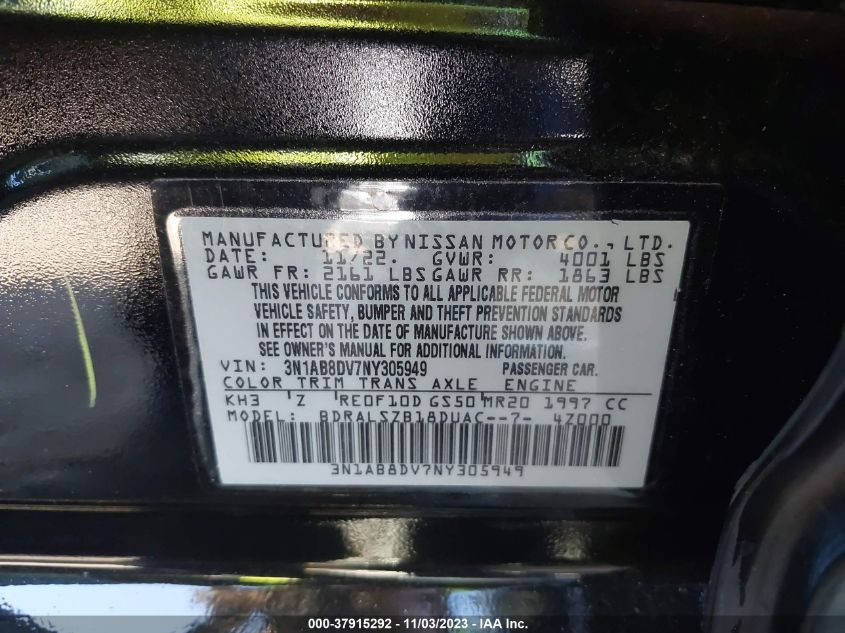 MANUFACTURED BY NISSAN MOTOR CO., LTD.
DATE: 11/22. GVWR: 4001 LBS
GAWR FR: 2161 LBS GAWR RR: 1863 LBS
THIS VEHICLE CONFORMS TO ALL APPLICABLE FEDERAL MOTOR
VEHICLE SAFETY, BUMPER AND THEFT PREVENTION STANDARDS
IN EFFECT ON THE DATE OF MANUFACTURE SHOWN ABOVE.
SEE OWNER'S MANUAL FOR ADDITIONAL INFORMATION.
VIN: 3N1AB8DV7NY305949 PASSENGER CAR.
COLOR TRIM TRANS AXLE ENGINE
KH3 Z RE0F10D GS50 MR20 1997 CC
MODEL: BDRALSZB18DUAC--7- 4Z000
3N1AB8DV7NY305949
000-37915292 - 11/03/2023 - IAA Inc.